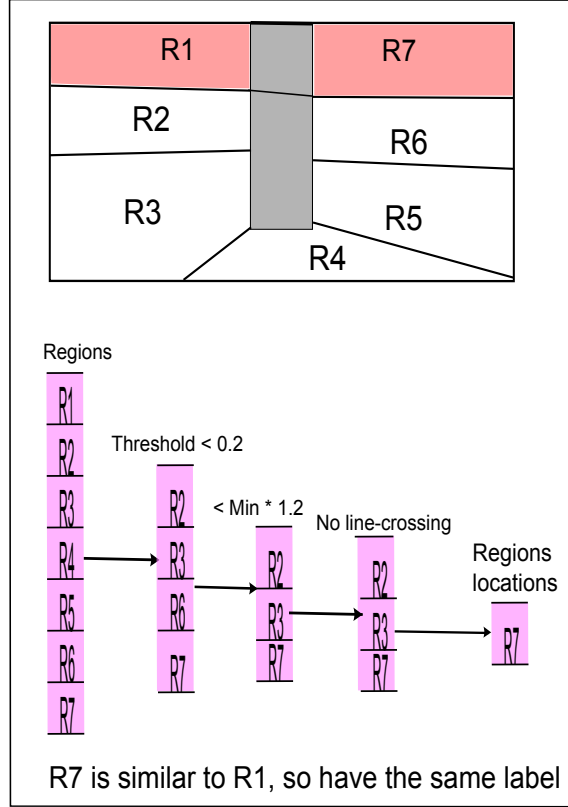 R1 R7
R2 R6
R3 R5
R4
Regions
R1
R2
R3
R4
R5
R6
R7
Threshold < 0.2
R2
R3
R6
R7
< Min * 1.2
R2
R3
R7
No line-crossing
R2
R3
R7
Regions
locations
R7
R7 is similar to R1, so have the same label